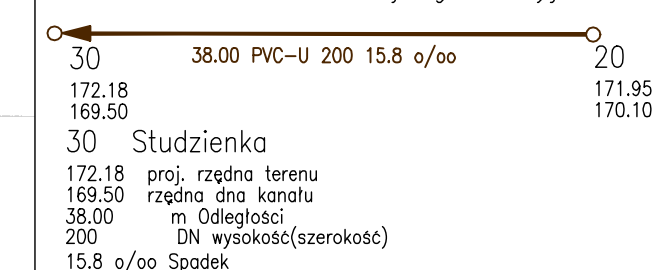 30 38.00 PVC-U 200 15.8 o/oo 20
172.18 171.95
169.50 170.10
30 Studzienka
172.18 proj. rzędna terenu
169.50 rzędna dna kanału
38.00 m Odległości
200 DN wysokość(szerokość)
15.8 o/oo Spadek